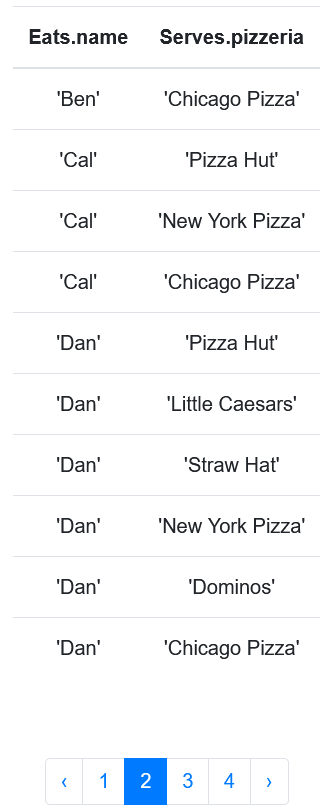 Eats.name Serves.pizzeria
'Ben' 'Chicago Pizza'
'Cal' 'Pizza Hut'
'Cal' 'New York Pizza'
'Cal' 'Chicago Pizza'
'Dan' 'Pizza Hut'
'Dan' 'Little Caesars'
'Dan' 'Straw Hat'
'Dan' 'New York Pizza'
'Dan' 'Dominos'
'Dan' 'Chicago Pizza'
‹ 1 2 3 4 ›